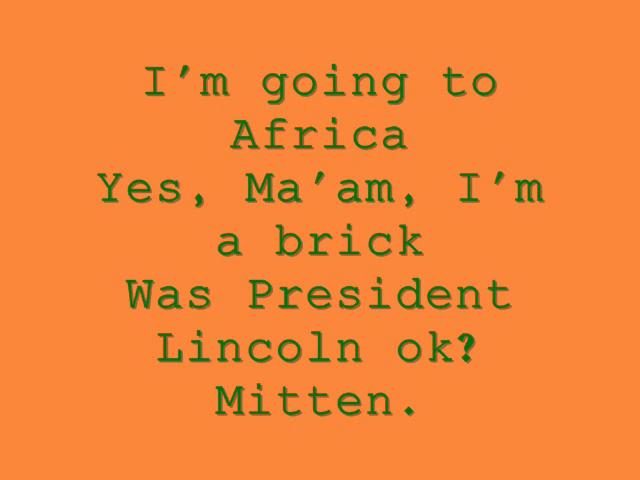 I'm going to
Africa
Yes, Ma'am, I'm
a brick
Was President
Lincoln ok?
Mitten.